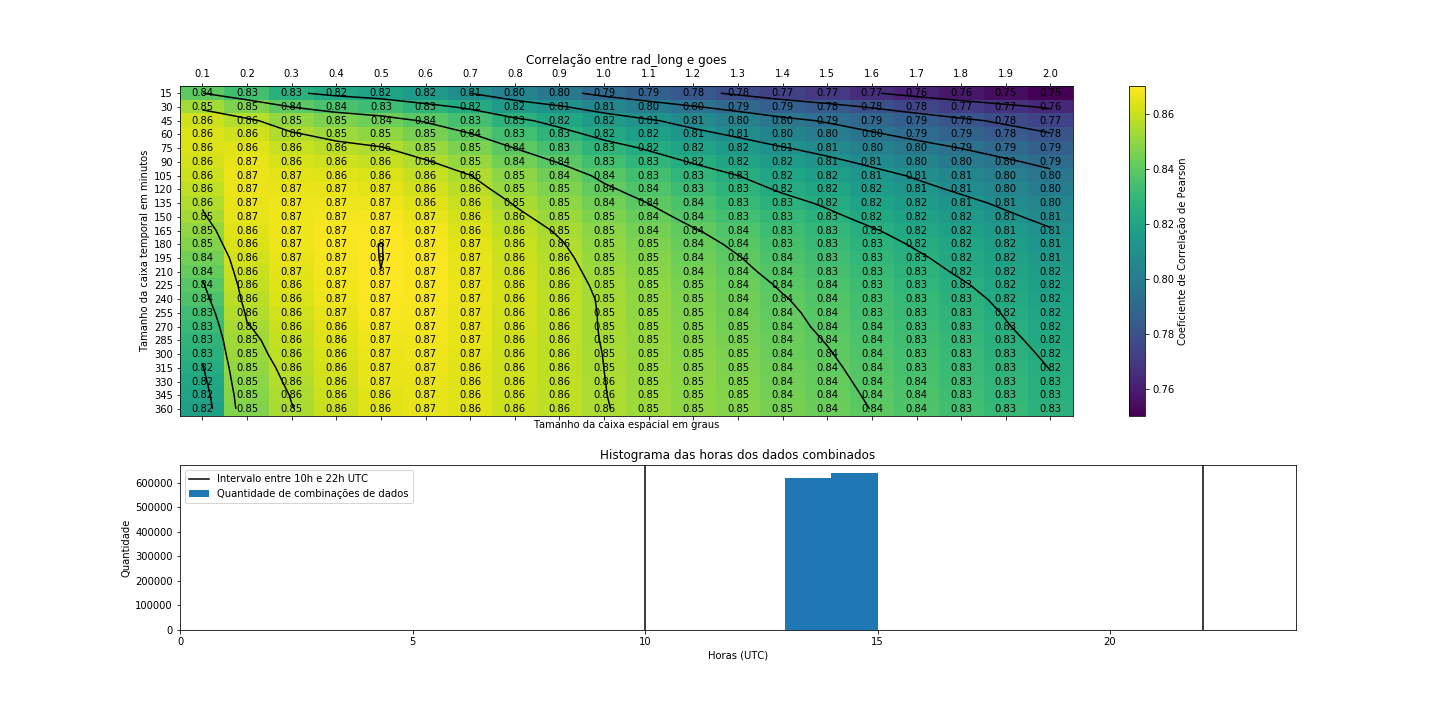 Correlação entre rad_long e goes
0.1 0.2 0.3 0.4 0.5 0.6 0.7 0.8 0.9 1.0 1.1 1.2 1.3 1.4 1.5 1.6 1.7 1.8 1.9 2.0
Tamanho da caixa temporal em minutos
15 0.84 0.83 0.83 0.82 0.82 0.82 0.81 0.80 0.80 0.79 0.79 0.78 0.78 0.77 0.77 0.77 0.76 0.76 0.75 0.75
30 0.85 0.85 0.84 0.84 0.83 0.83 0.82 0.82 0.81 0.81 0.80 0.80 0.79 0.79 0.78 0.78 0.78 0.77 0.77 0.76
45 0.86 0.86 0.85 0.85 0.84 0.84 0.83 0.83 0.82 0.82 0.81 0.81 0.80 0.80 0.79 0.79 0.79 0.78 0.78 0.77
60 0.86 0.86 0.86 0.85 0.85 0.85 0.84 0.83 0.83 0.82 0.82 0.81 0.81 0.80 0.80 0.80 0.79 0.79 0.78 0.78
75 0.86 0.86 0.86 0.86 0.86 0.85 0.85 0.84 0.83 0.83 0.82 0.82 0.82 0.81 0.81 0.80 0.80 0.79 0.79 0.79
90 0.86 0.87 0.86 0.86 0.86 0.86 0.85 0.84 0.84 0.83 0.83 0.82 0.82 0.82 0.81 0.81 0.80 0.80 0.80 0.79
105 0.86 0.87 0.87 0.86 0.86 0.86 0.86 0.85 0.84 0.84 0.83 0.83 0.83 0.82 0.82 0.81 0.81 0.81 0.80 0.80
120 0.86 0.87 0.87 0.87 0.87 0.86 0.86 0.85 0.85 0.84 0.84 0.83 0.83 0.82 0.82 0.82 0.81 0.81 0.80 0.80
135 0.86 0.87 0.87 0.87 0.87 0.86 0.86 0.85 0.85 0.84 0.84 0.84 0.83 0.83 0.82 0.82 0.82 0.81 0.81 0.80
150 0.85 0.87 0.87 0.87 0.87 0.87 0.86 0.86 0.85 0.85 0.84 0.84 0.83 0.83 0.83 0.82 0.82 0.82 0.81 0.81
165 0.85 0.86 0.87 0.87 0.87 0.87 0.86 0.86 0.85 0.85 0.84 0.84 0.84 0.83 0.83 0.83 0.82 0.82 0.81 0.81
180 0.85 0.86 0.87 0.87 0.87 0.87 0.86 0.86 0.86 0.85 0.85 0.84 0.84 0.83 0.83 0.83 0.82 0.82 0.82 0.81
195 0.84 0.86 0.87 0.87 0.87 0.87 0.87 0.86 0.86 0.85 0.85 0.84 0.84 0.84 0.83 0.83 0.83 0.82 0.82 0.81
210 0.84 0.86 0.87 0.87 0.87 0.87 0.87 0.86 0.86 0.85 0.85 0.85 0.84 0.84 0.83 0.83 0.83 0.82 0.82 0.82
225 0.84 0.86 0.86 0.87 0.87 0.87 0.87 0.86 0.86 0.85 0.85 0.85 0.84 0.84 0.83 0.83 0.83 0.82 0.82 0.82
240 0.84 0.86 0.86 0.87 0.87 0.87 0.86 0.86 0.86 0.85 0.85 0.85 0.84 0.84 0.84 0.83 0.83 0.83 0.82 0.82
255 0.83 0.86 0.86 0.87 0.87 0.87 0.86 0.86 0.86 0.85 0.85 0.85 0.84 0.84 0.84 0.83 0.83 0.83 0.82 0.82
270 0.83 0.85 0.86 0.87 0.87 0.87 0.86 0.86 0.86 0.85 0.85 0.85 0.84 0.84 0.84 0.84 0.83 0.83 0.83 0.82
285 0.83 0.85 0.86 0.86 0.87 0.87 0.86 0.86 0.86 0.85 0.85 0.85 0.85 0.84 0.84 0.84 0.83 0.83 0.83 0.82
300 0.83 0.85 0.86 0.86 0.87 0.87 0.86 0.86 0.86 0.85 0.85 0.85 0.85 0.84 0.84 0.84 0.83 0.83 0.83 0.82
315 0.82 0.85 0.86 0.86 0.87 0.87 0.86 0.86 0.86 0.85 0.85 0.85 0.85 0.84 0.84 0.84 0.84 0.83 0.83 0.82
330 0.82 0.85 0.86 0.86 0.87 0.87 0.86 0.86 0.86 0.86 0.85 0.85 0.85 0.84 0.84 0.84 0.84 0.83 0.83 0.83
345 0.82 0.85 0.86 0.86 0.86 0.87 0.86 0.86 0.86 0.86 0.85 0.85 0.85 0.84 0.84 0.84 0.84 0.83 0.83 0.83
360 0.82 0.85 0.85 0.86 0.86 0.87 0.86 0.86 0.86 0.86 0.85 0.85 0.85 0.85 0.84 0.84 0.84 0.83 0.83 0.83
Tamanho da caixa espacial em graus
0.86
0.84
0.82
0.80
0.78
0.76
Coeficiente de Correlação de Pearson
Histograma das horas dos dados combinados
Intervalo entre 10h e 22h UTC
Quantidade de combinações de dados
Quantidade
600000
500000
400000
300000
200000
100000
0
0 5 10 15 20
Horas (UTC)